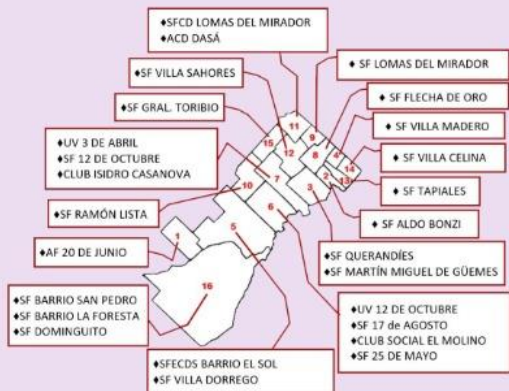 ♦SFCD LOMAS DEL MIRADOR
♦ACD DASÁ
♦SF VILLA SAHORES
♦ SF LOMAS DEL MIRADOR
♦SF GRAL. TORIBIO
♦ SF FLECHA DE ORO
♦ SF VILLA MADERO
♦UV 3 DE ABRIL
♦SF 12 DE OCTUBRE
♦CLUB ISIDRO CASANOVA
♦ SF VILLA CELINA
♦ SF TAPIALES
♦SF RAMÓN LISTA
♦ SF ALDO BONZI
♦AF 20 DE JUNIO
♦SF QUERANDÍES
♦SF MARTÍN MIGUEL DE GÜEMES
♦SF BARRIO SAN PEDRO
♦SF BARRIO LA FORESTA
♦SF DOMINGUITO
♦UV 12 DE OCTUBRE
♦SF 17 de AGOSTO
♦CLUB SOCIAL EL MOLINO
♦SF 25 DE MAYO
♦SFECDS BARRIO EL SOL
♦SF VILLA DORREGO
11
9
15
12
8
4
14
7
2
13
10
3
6
1
5
16